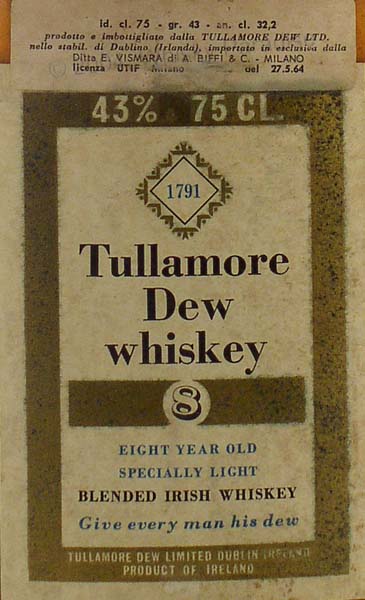 id. cl. 75 - gr. 43 - an. cl. 32,2
prodotto e imbottigliato dalla TULLAMORE DEW LTD.
nello stabil. di Dublino, (Irlanda), importato in esclusiva dalla
Ditta E. VISMARA di A. BIFFI & C. - MILANO
licenza UTIF Milano del 27.5.64
43% 75 CL.
1791
Tullamore
Dew
whiskey
8
EIGHT YEAR OLD
SPECIALLY LIGHT
BLENDED IRISH WHISKEY
Give every man his dew
TULLAMORE DEW LIMITED DUBLIN IRELAND
PRODUCT OF IRELAND